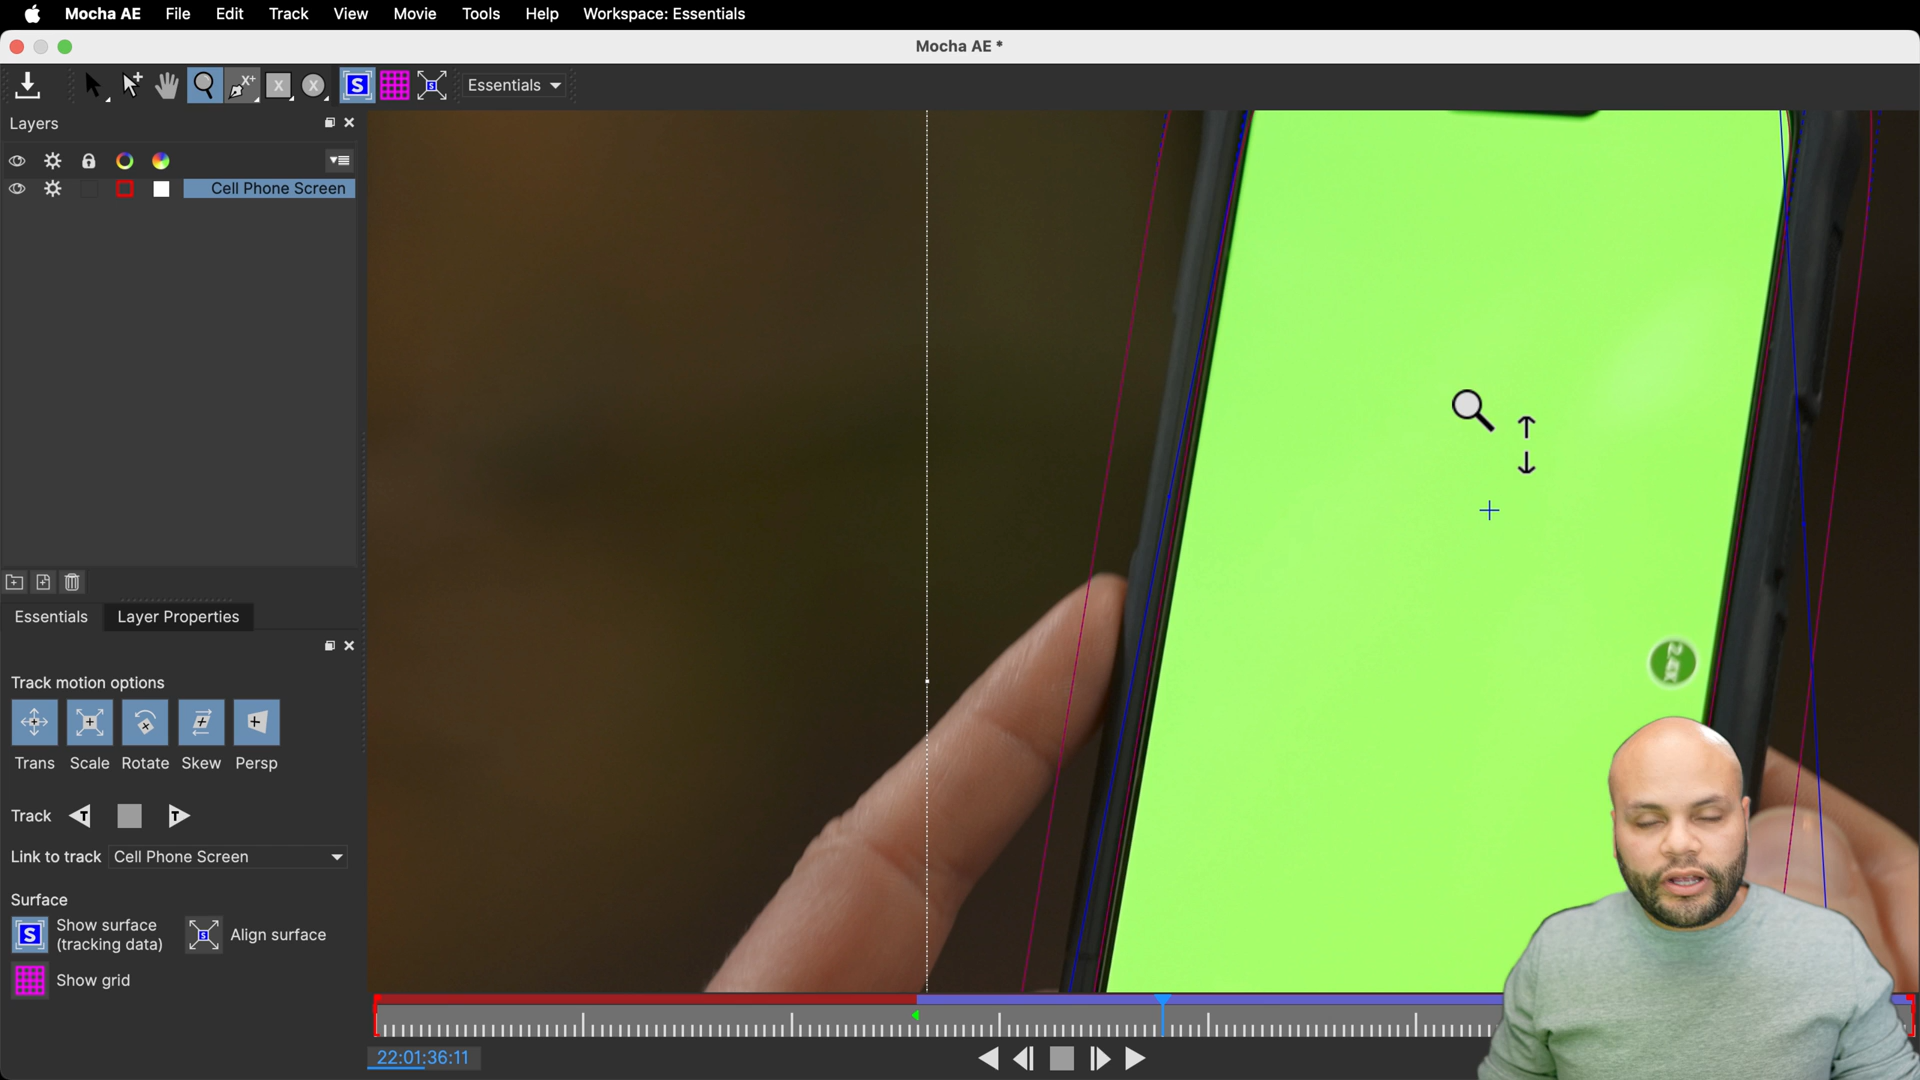 Mocha AE File Edit Track View Movie Tools Help Workspace: Essentials
Mocha AE *
Essentials
Layers
Cell Phone Screen
Essentials Layer Properties
Track motion options
Trans Scale Rotate Skew Persp
Track
Link to track Cell Phone Screen
Surface
Show surface
(tracking data)
Align surface
Show grid
22:01:36:11